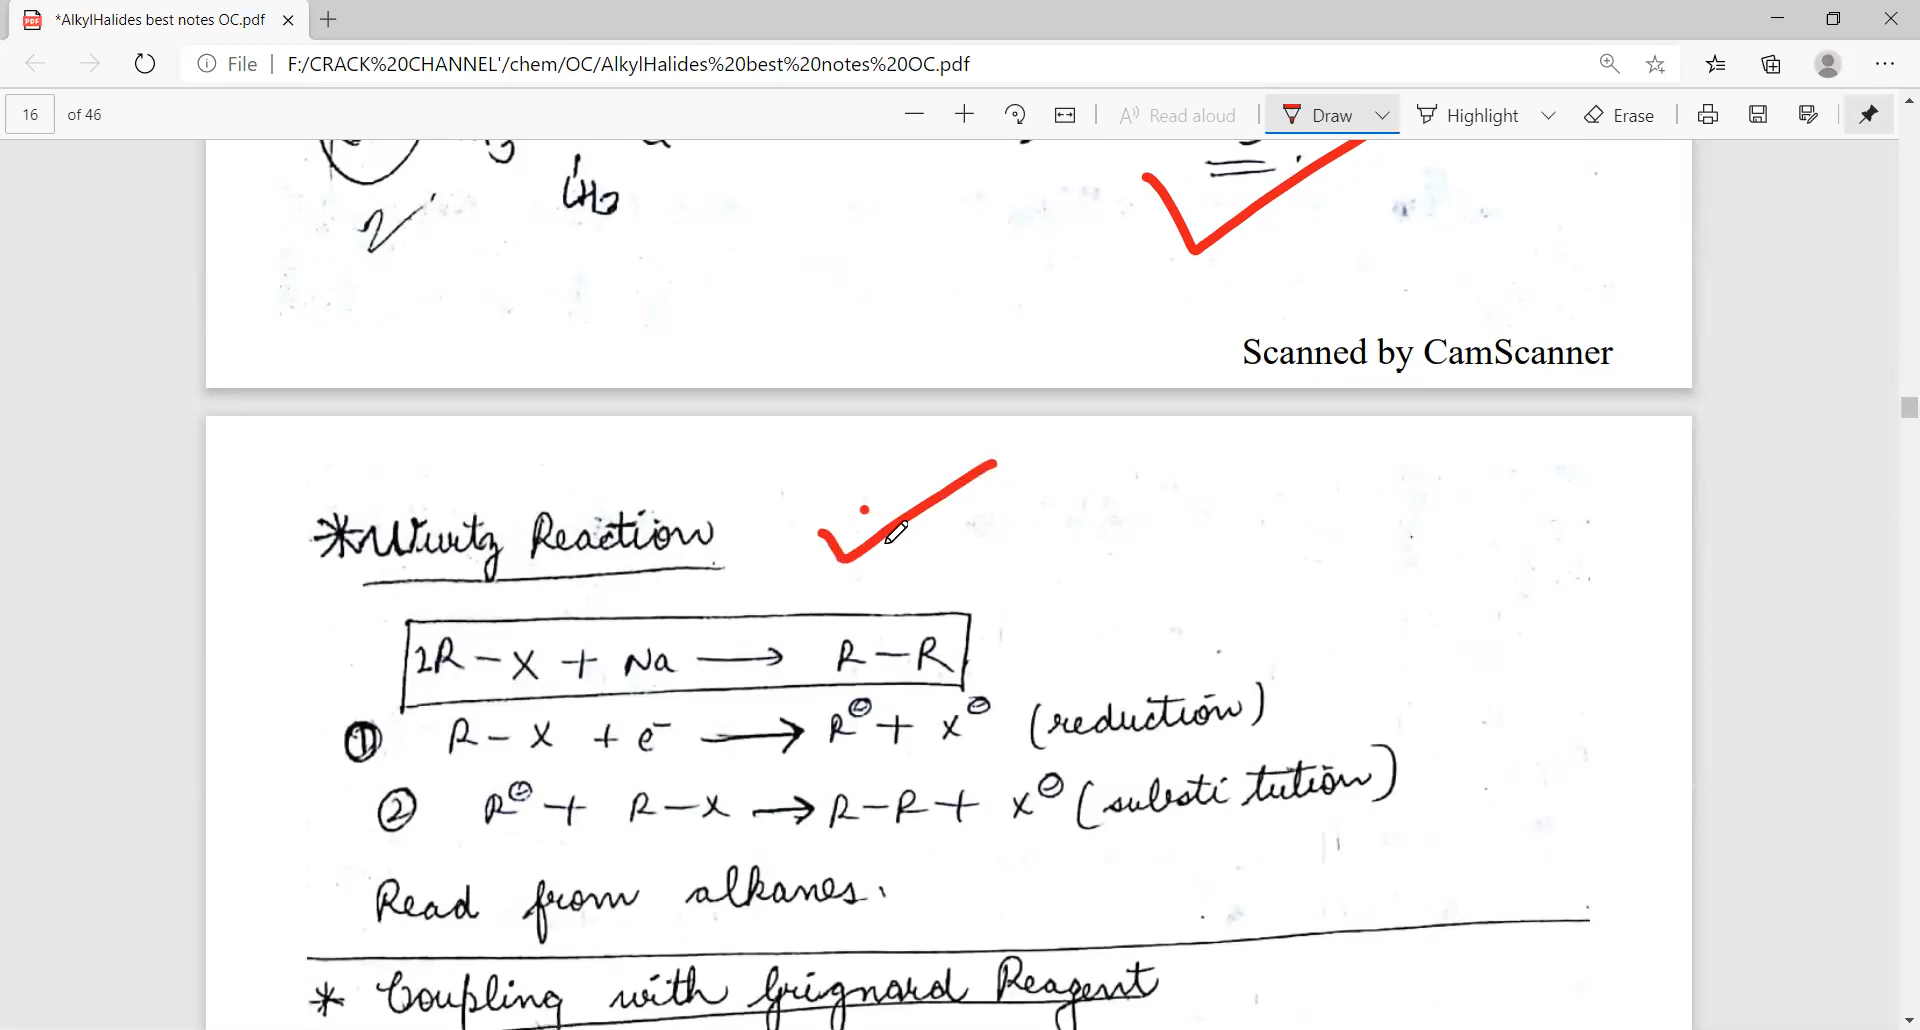 *AlkylHalides best notes OC.pdf
File | F:/CRACK%20CHANNEL'/chem/OC/AlkylHalides%20best%20notes%20OC.pdf
16 of 46 Read aloud Draw Highlight Erase
CH3
Scanned by CamScanner
*Wurtz Reaction
2R-X + Na ⟶ R-R
① R-X + e⁻ ⟶ R⊖ + X⊖ (reduction)
② R⊖ + R-X ⟶ R-R + X⊖ (substitution)
Read from alkanes.
* Coupling with Grignard Reagent